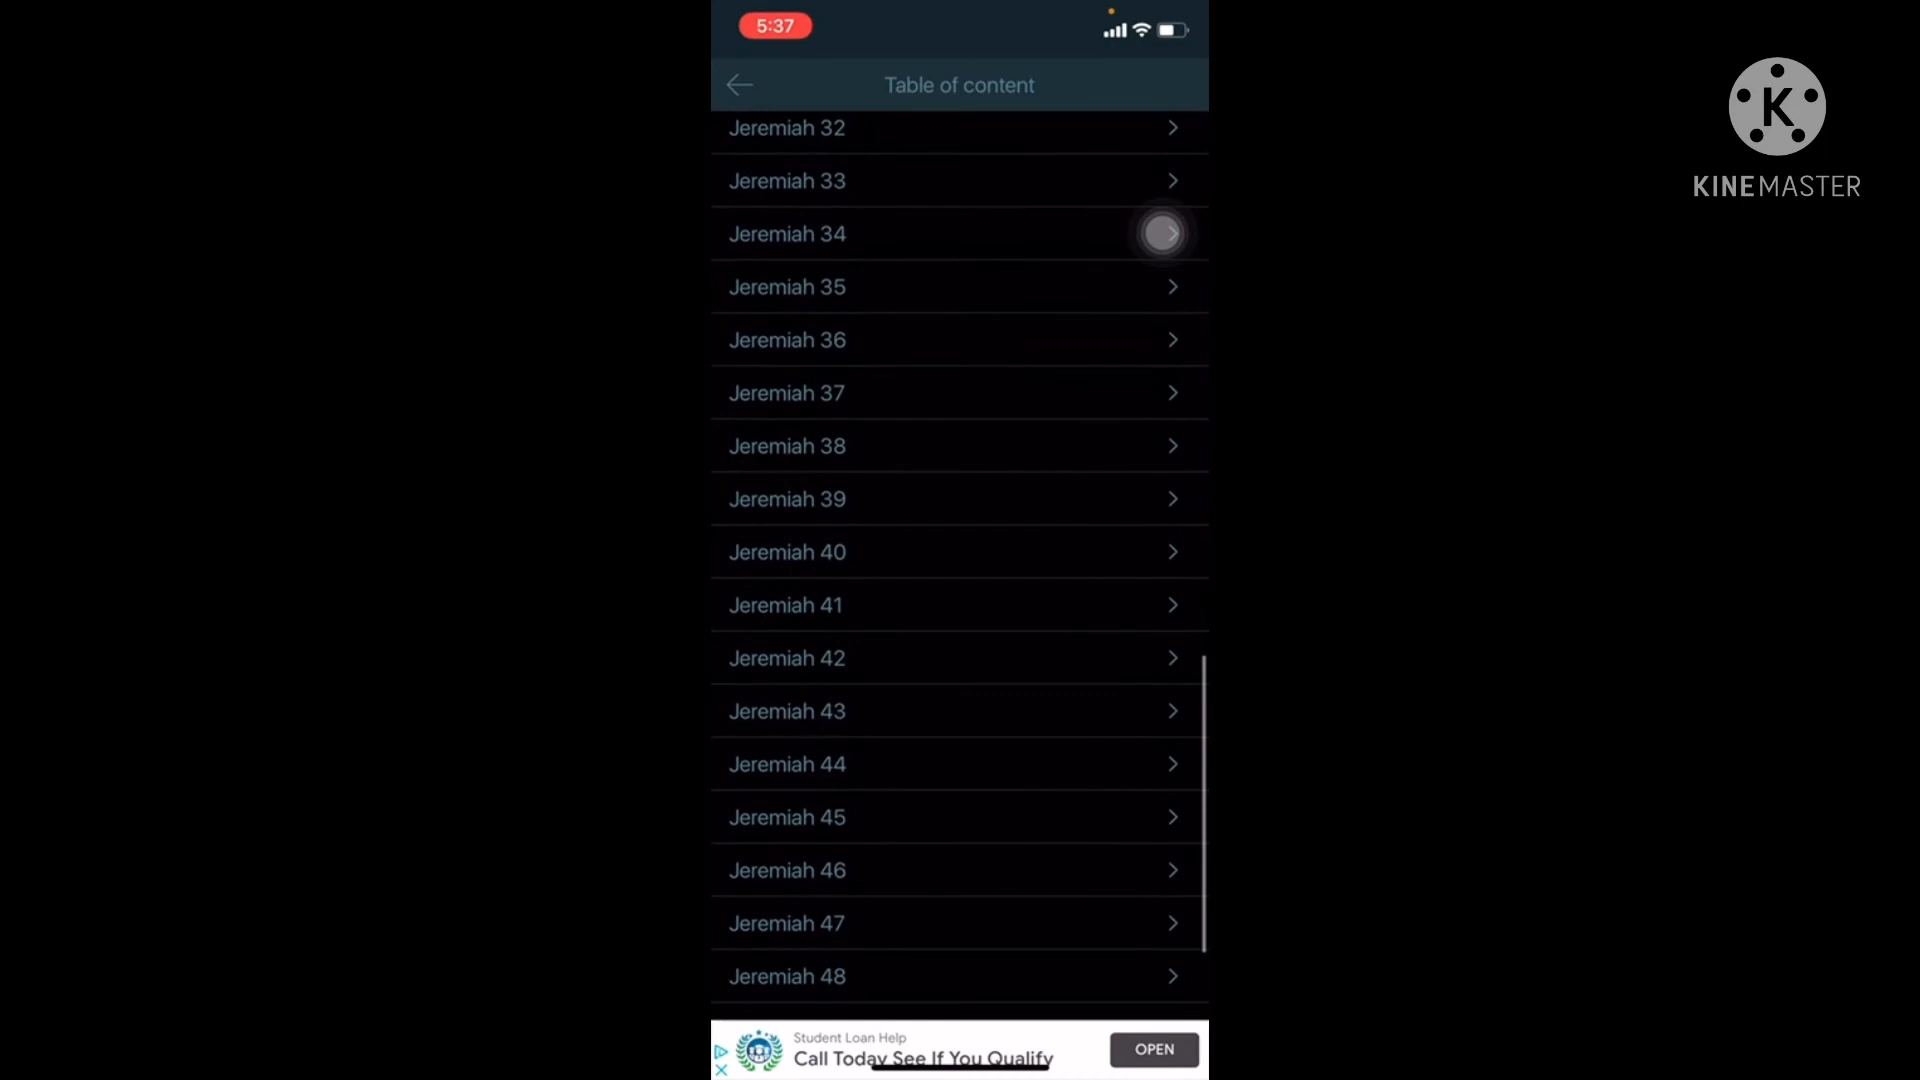 5:37
Table of content
Jeremiah 32
Jeremiah 33
Jeremiah 34
Jeremiah 35
Jeremiah 36
Jeremiah 37
Jeremiah 38
Jeremiah 39
Jeremiah 40
Jeremiah 41
Jeremiah 42
Jeremiah 43
Jeremiah 44
Jeremiah 45
Jeremiah 46
Jeremiah 47
Jeremiah 48
Student Loan Help
Call Today See If You Qualify
OPEN
K
KINEMASTER